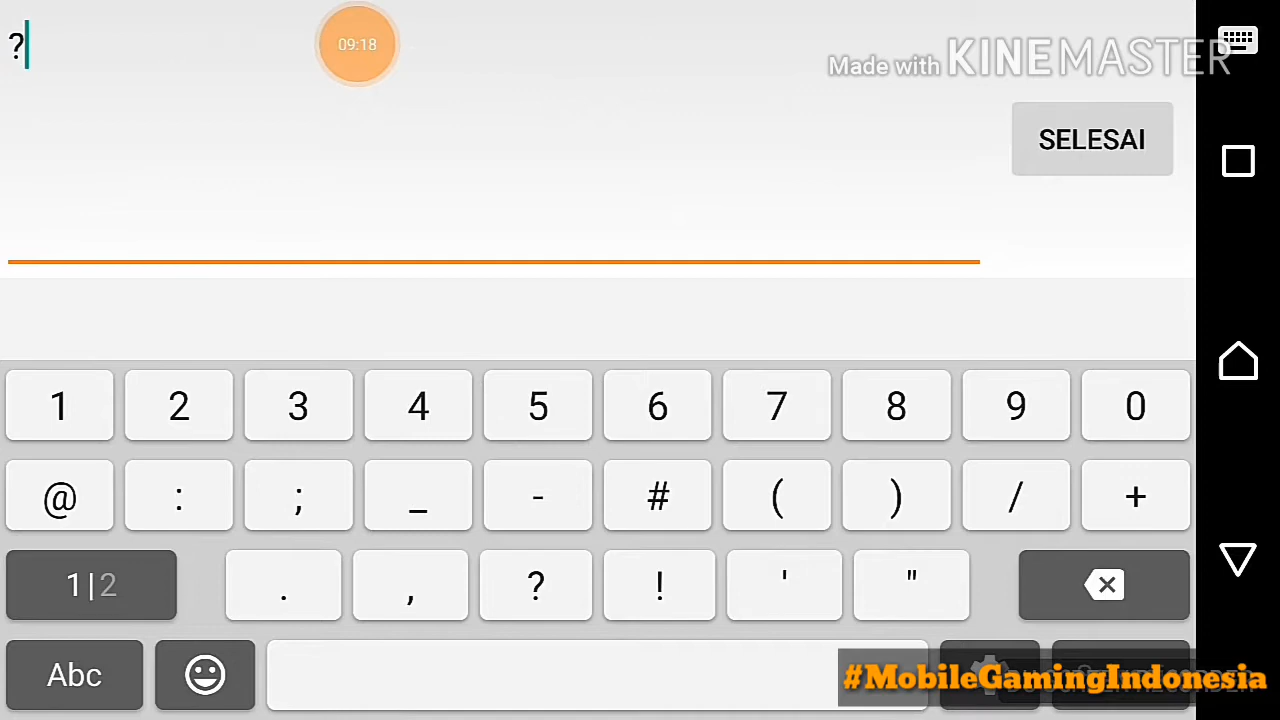 ?
09:18
Made with KINEMASTER
SELESAI
1 2 3 4 5 6 7 8 9 0
@ : ; _ - # ( ) / +
1|2 . , ? ! ' "
Abc
#MobileGamingIndonesia